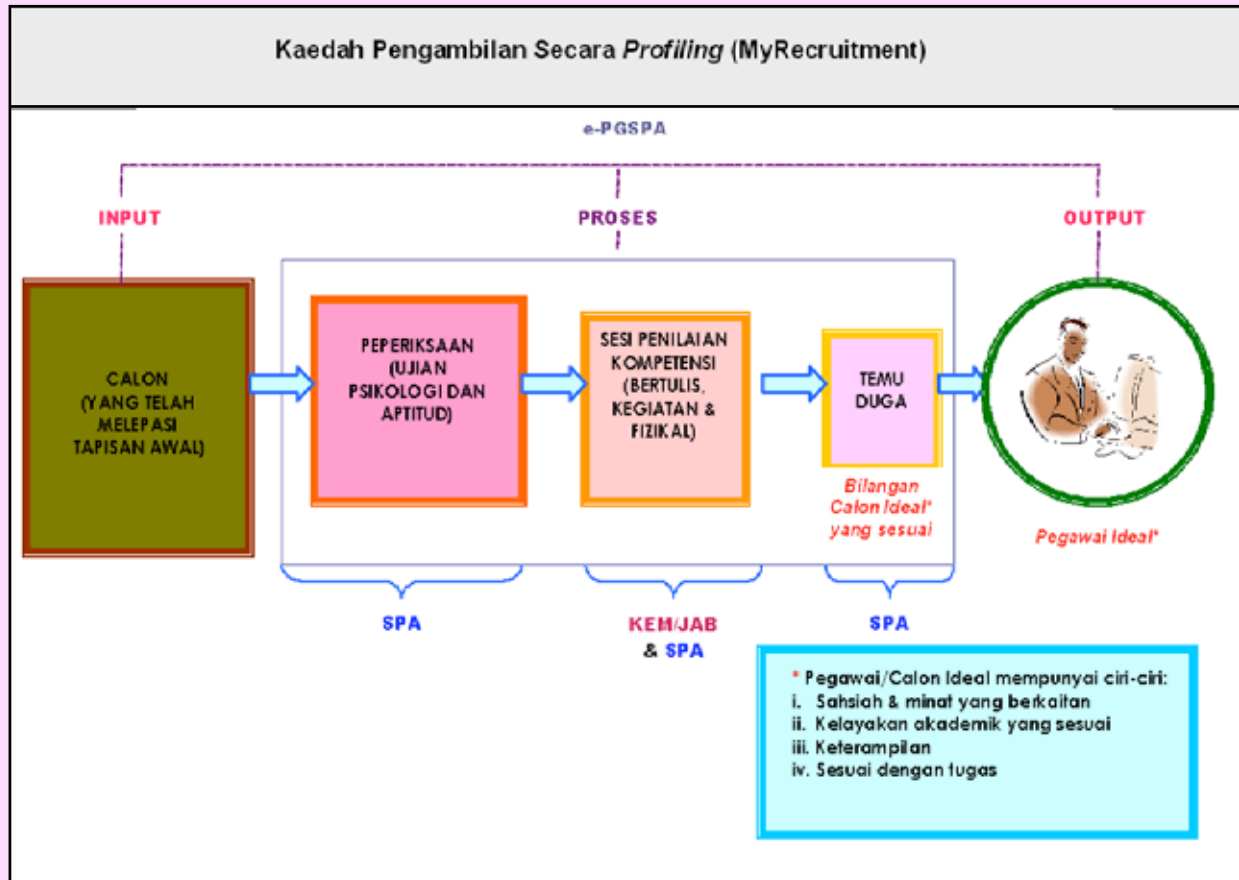 Kaedah Pengambilan Secara Profiling (MyRecruitment)
e-PGSPA
INPUT
PROSES
OUTPUT
CALON
(YANG TELAH
MELEPASI
TAPISAN AWAL)
PEPERIKSAAN
(UJIAN
PSIKOLOGI DAN
APTITUD)
SESI PENILAIAN
KOMPETENSI
(BERTULIS,
KEGIATAN &
FIZIKAL)
TEMU
DUGA
Bilangan
Calon Ideal*
yang sesuai
Pegawai Ideal*
SPA
KEM/JAB
& SPA
SPA
* Pegawai/Calon Ideal mempunyai ciri-ciri:
i. Sahsiah & minat yang berkaitan
ii. Kelayakan akademik yang sesuai
iii. Keterampilan
iv. Sesuai dengan tugas